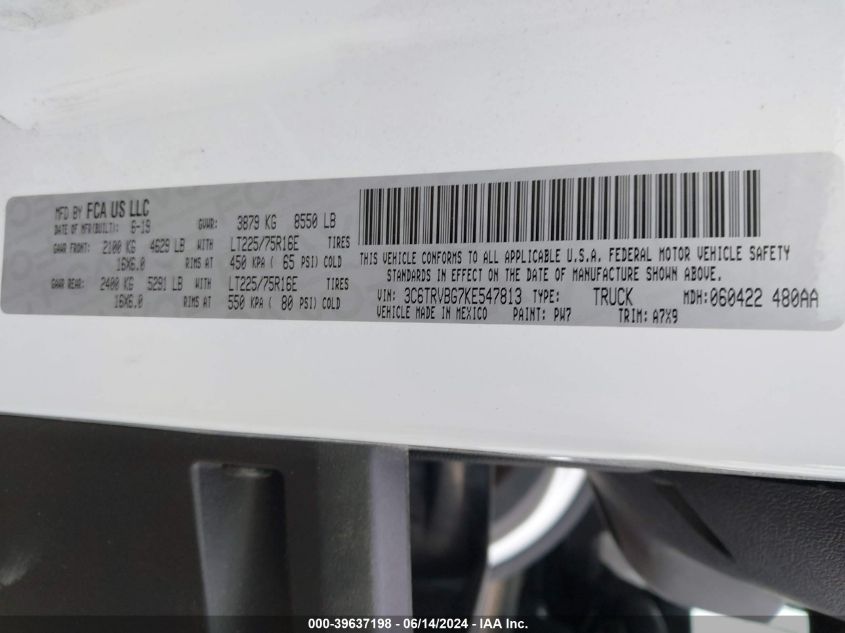 MFD BY FCA US LLC
DATE OF MFR(BUILT): 6-19 GVWR: 3879 KG 8550 LB
GAWR FRONT: 2100 KG 4629 LB WITH LT225/75R16E TIRES
16X6.0 RIMS AT 450 KPA ( 65 PSI) COLD
GAWR REAR: 2400 KG 5291 LB WITH LT225/75R16E TIRES
16X6.0 RIMS AT 550 KPA ( 80 PSI) COLD
THIS VEHICLE CONFORMS TO ALL APPLICABLE U.S.A. FEDERAL MOTOR VEHICLE SAFETY
STANDARDS IN EFFECT ON THE DATE OF MANUFACTURE SHOWN ABOVE.
VIN: 3C6TRVBG7KE547813 TYPE: TRUCK MDH:060422 480AA
VEHICLE MADE IN MEXICO PAINT: PW7 TRIM: A7X9
000-39637198 - 06/14/2024 - IAA Inc.